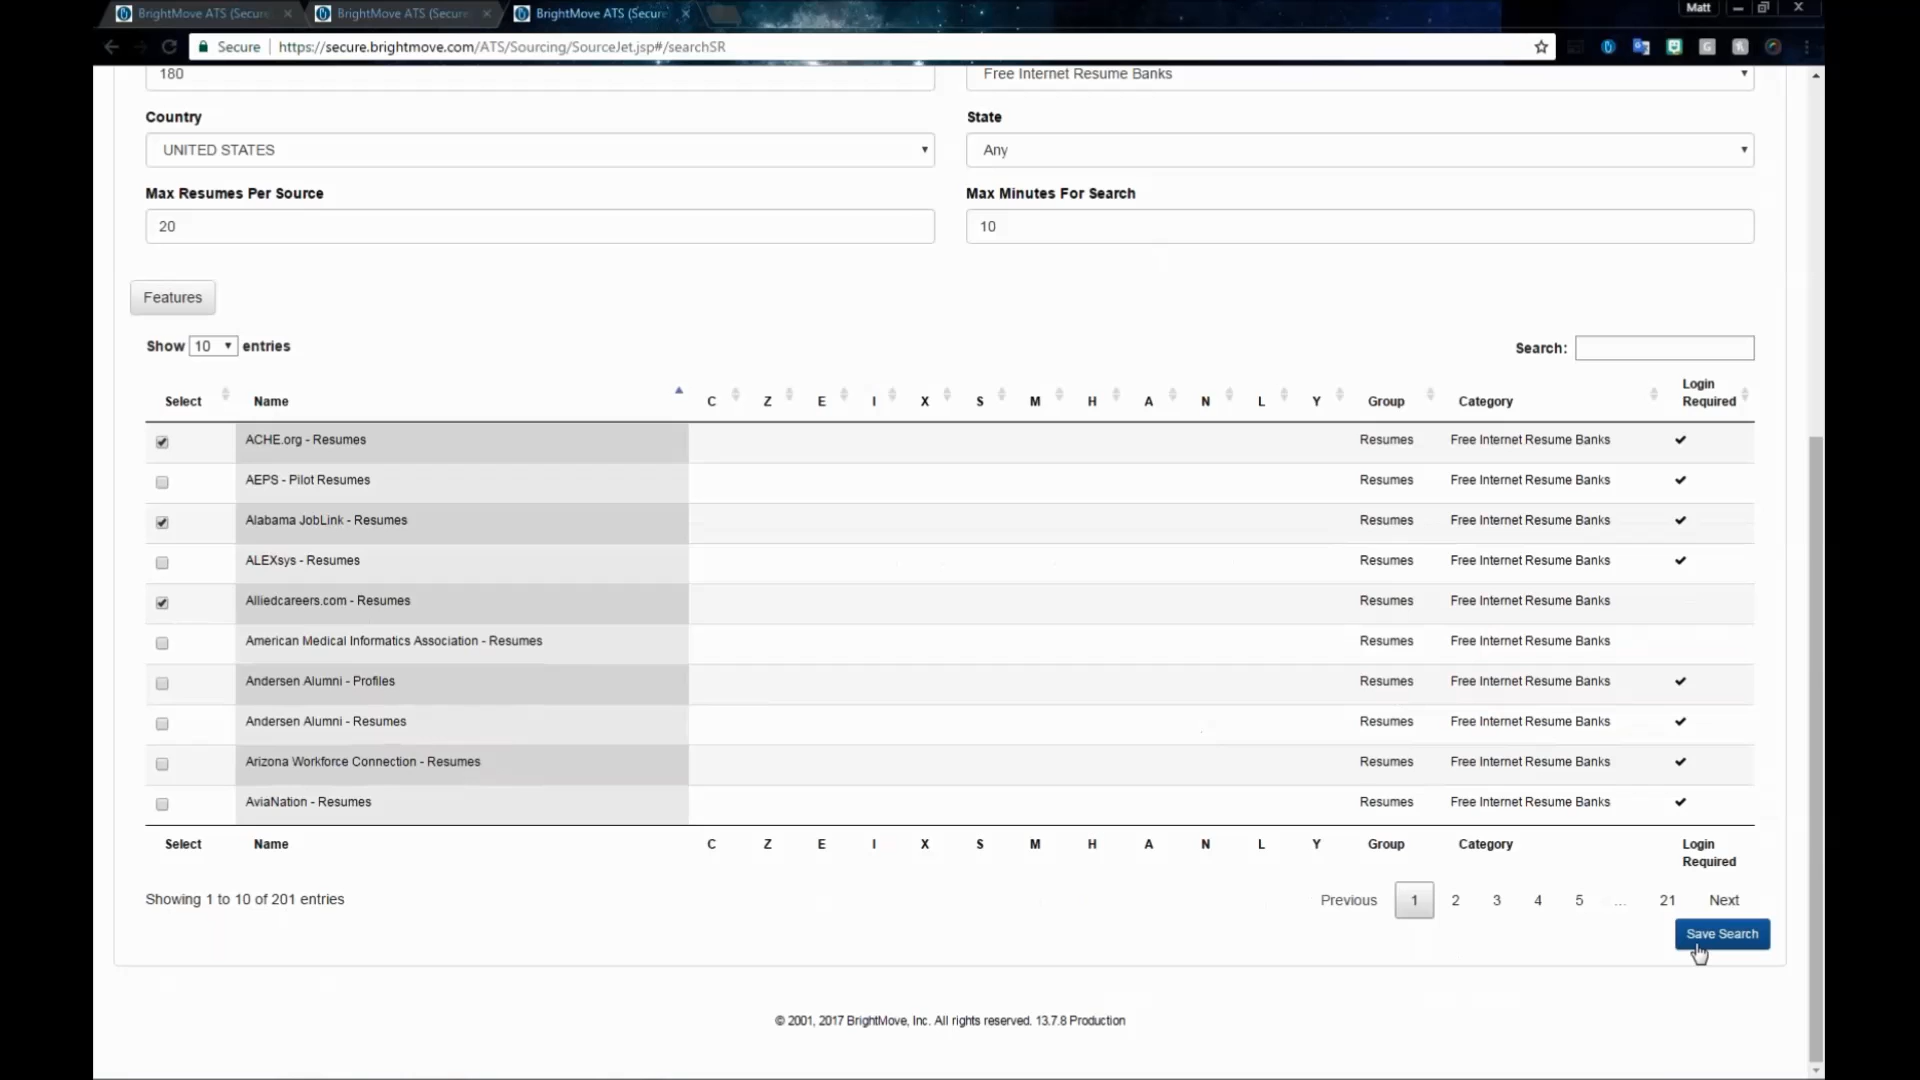 BrightMove ATS (Secure
BrightMove ATS (Secure
BrightMove ATS (Secure
Matt
Secure
https://secure.brightmove.com/ATS/Sourcing/SourceJet.jsp#/searchSR
180
Free Internet Resume Banks
Country
State
UNITED STATES
Any
Max Resumes Per Source
Max Minutes For Search
20
10
Features
Show 10 entries
Search:
Select Name C Z E I X S M H A N L Y Group Category Login Required
ACHE.org - Resumes Resumes Free Internet Resume Banks ✔
AEPS - Pilot Resumes Resumes Free Internet Resume Banks ✔
Alabama JobLink - Resumes Resumes Free Internet Resume Banks ✔
ALEXsys - Resumes Resumes Free Internet Resume Banks ✔
Alliedcareers.com - Resumes Resumes Free Internet Resume Banks
American Medical Informatics Association - Resumes Resumes Free Internet Resume Banks
Andersen Alumni - Profiles Resumes Free Internet Resume Banks ✔
Andersen Alumni - Resumes Resumes Free Internet Resume Banks ✔
Arizona Workforce Connection - Resumes Resumes Free Internet Resume Banks ✔
AviaNation - Resumes Resumes Free Internet Resume Banks ✔
Select Name C Z E I X S M H A N L Y Group Category Login Required
Showing 1 to 10 of 201 entries
Previous 1 2 3 4 5 ... 21 Next
Save Search
© 2001, 2017 BrightMove, Inc. All rights reserved. 13.7.8 Production